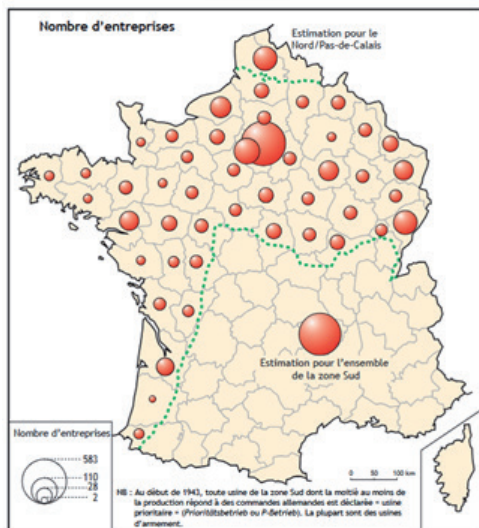 Nombre d'entreprises
Estimation pour le
Nord/Pas-de-Calais
Estimation pour l'ensemble
de la zone Sud
Nombre d'entreprises
583
110
28
2
0 50 100 km
NB : Au début de 1943, toute usine de la zone Sud dont la moitié au moins de
la production répond à des commandes allemandes est déclarée « usine
prioritaire » (Prioritätsbetrieb ou P-Betrieb). La plupart sont des usines
d'armement.